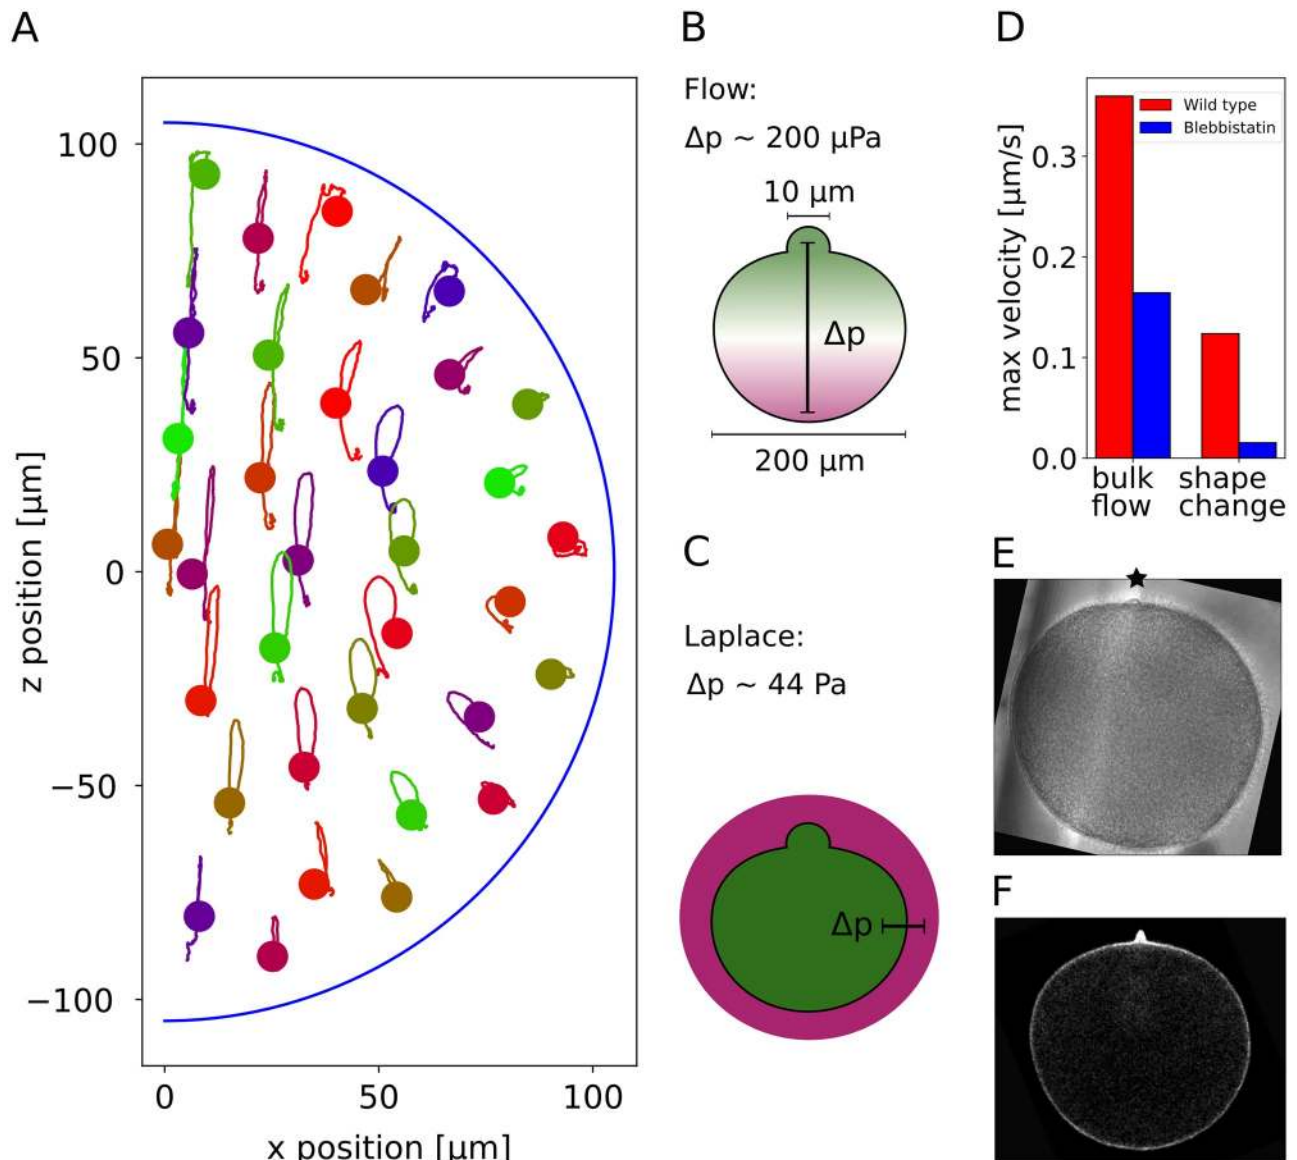 A
100
50
0
−50
−100
z position [μm]
0
50
100
x position [μm]
B
Flow:
Δp ~ 200 μPa
10 μm
Δp
200 μm
C
Laplace:
Δp ~ 44 Pa
Δp
D
max velocity [μm/s]
0.3
0.2
0.1
0.0
Wild type
Blebbistatin
bulk
flow
shape
change
E
F